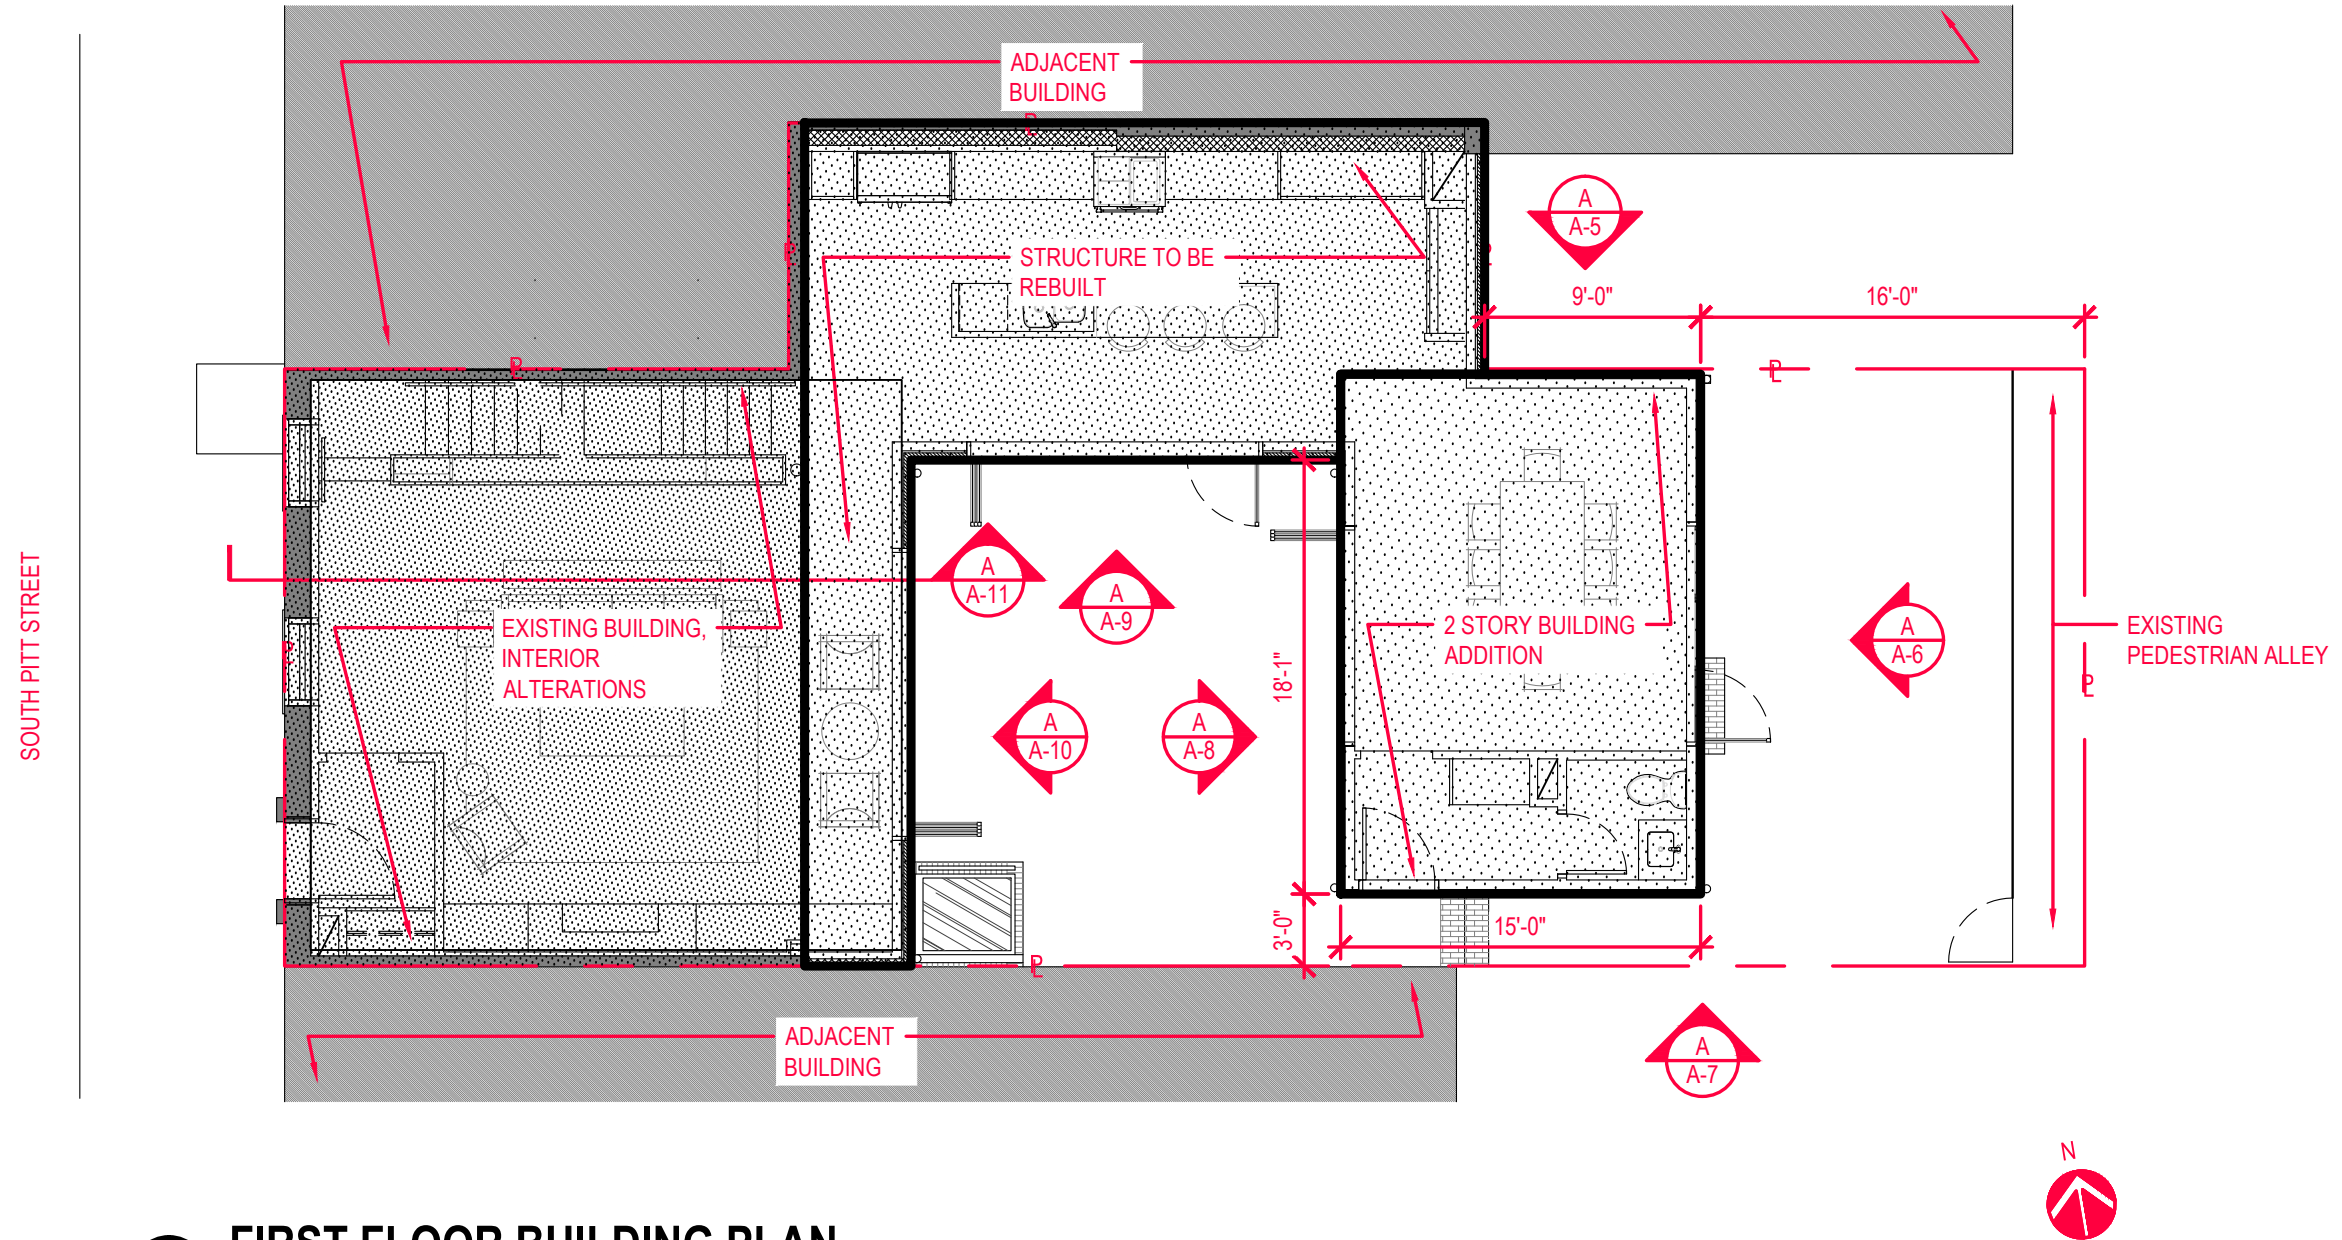 ADJACENT
BUILDING
STRUCTURE TO BE
REBUILT
A
A-5
9'-0"
16'-0"
SOUTH PITT STREET
EXISTING BUILDING,
INTERIOR
ALTERATIONS
A
A-11
A
A-9
A
A-10
A
A-8
18'-1"
2 STORY BUILDING
ADDITION
A
A-6
EXISTING
PEDESTRIAN ALLEY
3'-0"
15'-0"
ADJACENT
BUILDING
A
A-7
N
FIRST FLOOR BUILDING PLAN